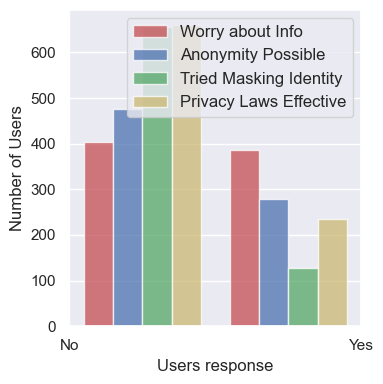 Worry about Info
Anonymity Possible
Tried Masking Identity
Privacy Laws Effective
Number of Users
600
500
400
300
200
100
0
No
Yes
Users response